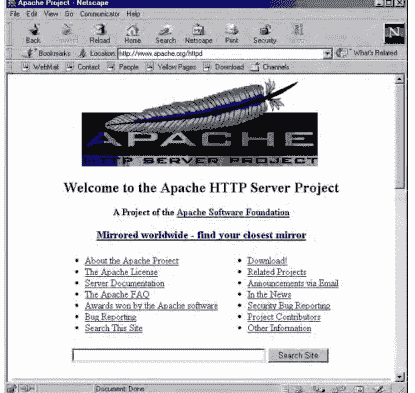 Apache Project - Netscape
File Edit View Go Communicator Help
Back Reload Home Search Netscape Print Security
Bookmarks Location: http://www.apache.org/httpd What's Related
WebMail Contact People Yellow Pages Download Channels
APACHE
HTTP SERVER PROJECT
Welcome to the Apache HTTP Server Project
A Project of the Apache Software Foundation
Mirrored worldwide - find your closest mirror
About the Apache Project
The Apache License
Server Documentation
The Apache FAQ
Awards won by the Apache software
Bug Reporting
Search This Site
Download!
Related Projects
Announcements via Email
In the News
Security Bug Reporting
Project Contributors
Other Information
Search Site
Document: Done